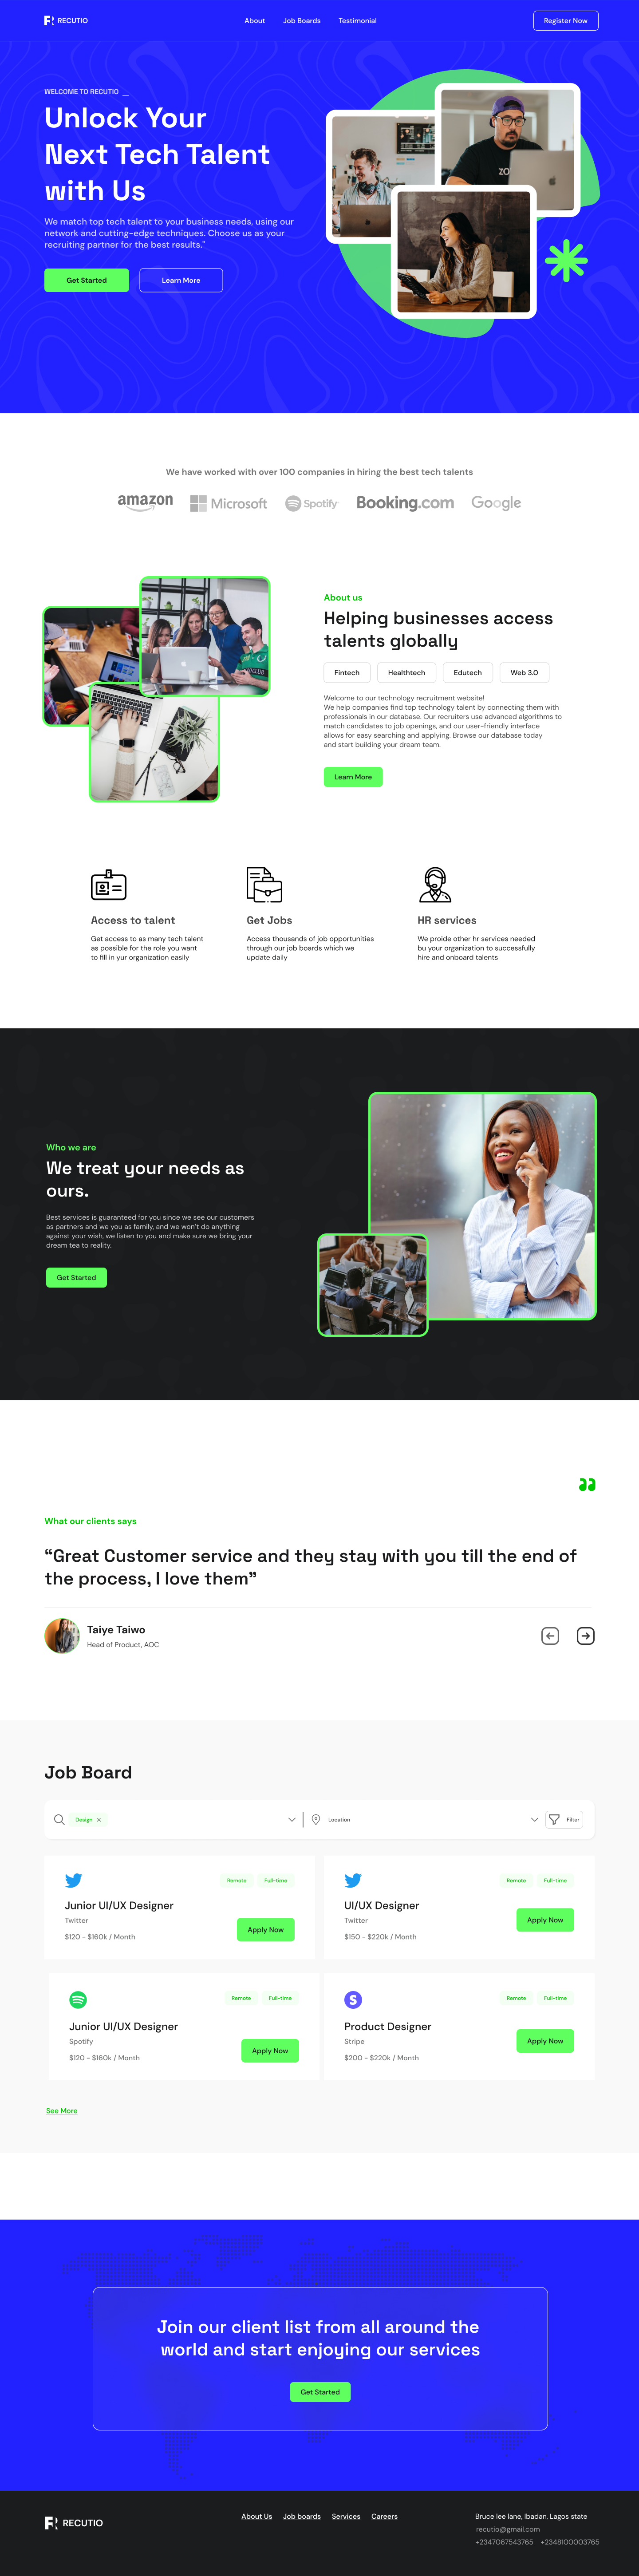 RECUTIO
About
Job Boards
Testimonial
Register Now
WELCOME TO RECUTIO
Unlock Your
Next Tech Talent
with Us
We match top tech talent to your business needs, using our
network and cutting-edge techniques. Choose us as your
recruiting partner for the best results."
Get Started
Learn More
We have worked with over 100 companies in hiring the best tech talents
amazon
Microsoft
Spotify
Booking.com
Google
About us
Helping businesses access
talents globally
Fintech
Healthtech
Edutech
Web 3.0
Welcome to our technology recruitment website!
We help companies find top technology talent by connecting them with
professionals in our database. Our recruiters use advanced algorithms to
match candidates to job openings, and our user-friendly interface
allows for easy searching and applying. Browse our database today
and start building your dream team.
Learn More
Access to talent
Get access to as many tech talent
as possible for the role you want
to fill in yur organization easily
Get Jobs
Access thousands of job opportunities
through our job boards which we
update daily
HR services
We proide other hr services needed
bu your organization to successfully
hire and onboard talents
Who we are
We treat your needs as
ours.
Best services is guaranteed for you since we see our customers
as partners and we you as family, and we won't do anything
against your wish, we listen to you and make sure we bring your
dream tea to reality.
Get Started
What our clients says
“Great Customer service and they stay with you till the end of
the process, I love them”
Taiye Taiwo
Head of Product, AOC
Job Board
Design
Location
Filter
Remote
Full-time
Junior UI/UX Designer
Twitter
$120 - $160k / Month
Apply Now
Remote
Full-time
UI/UX Designer
Twitter
$150 - $220k / Month
Apply Now
Remote
Full-time
Junior UI/UX Designer
Spotify
$120 - $160k / Month
Apply Now
Remote
Full-time
Product Designer
Stripe
$200 - $220k / Month
Apply Now
See More
Join our client list from all around the
world and start enjoying our services
Get Started
RECUTIO
About Us
Job boards
Services
Careers
Bruce lee lane, Ibadan, Lagos state
recutio@gmail.com
+2347067543765 +2348100003765